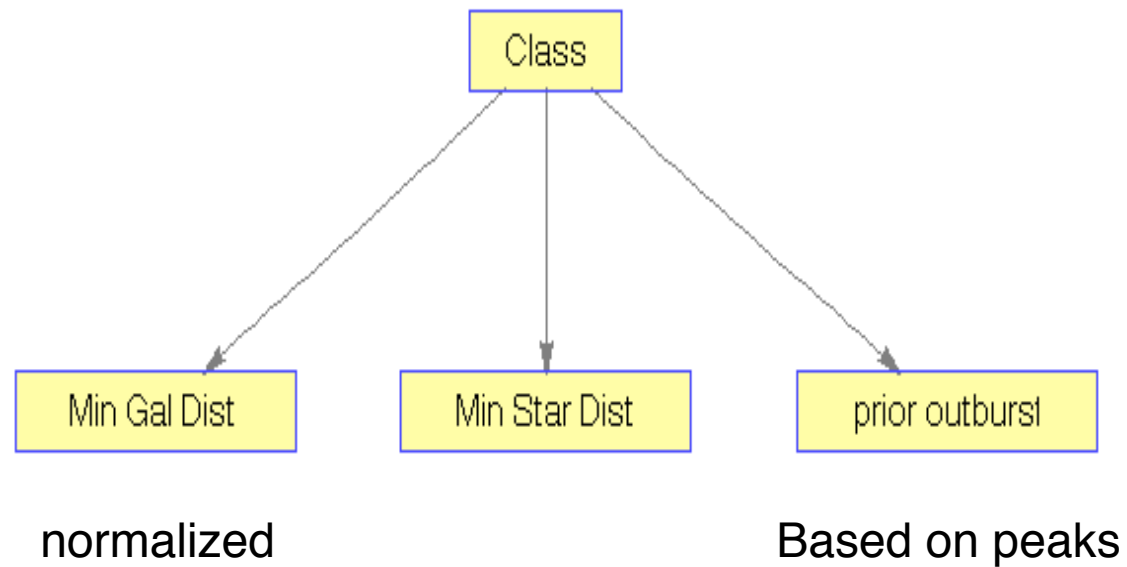 Class
Min Gal Dist
Min Star Dist
prior outburst
normalized
Based on peaks